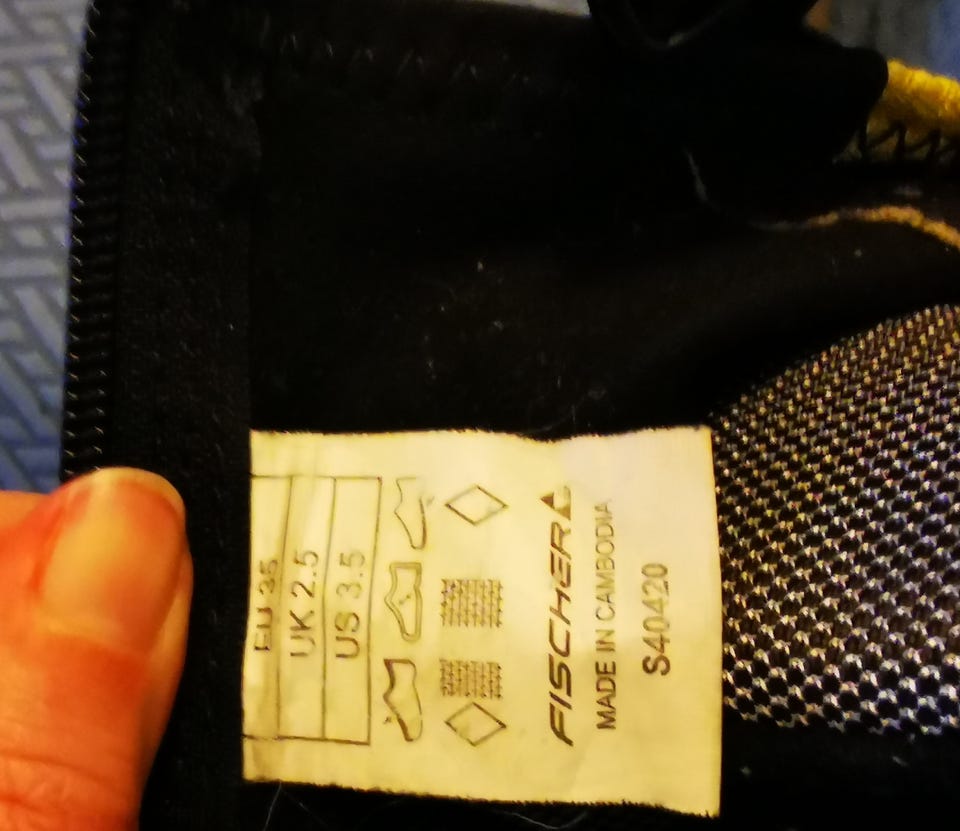 EU 35
UK 2.5
US 3.5
FISCHER
MADE IN CAMBODIA
S40420